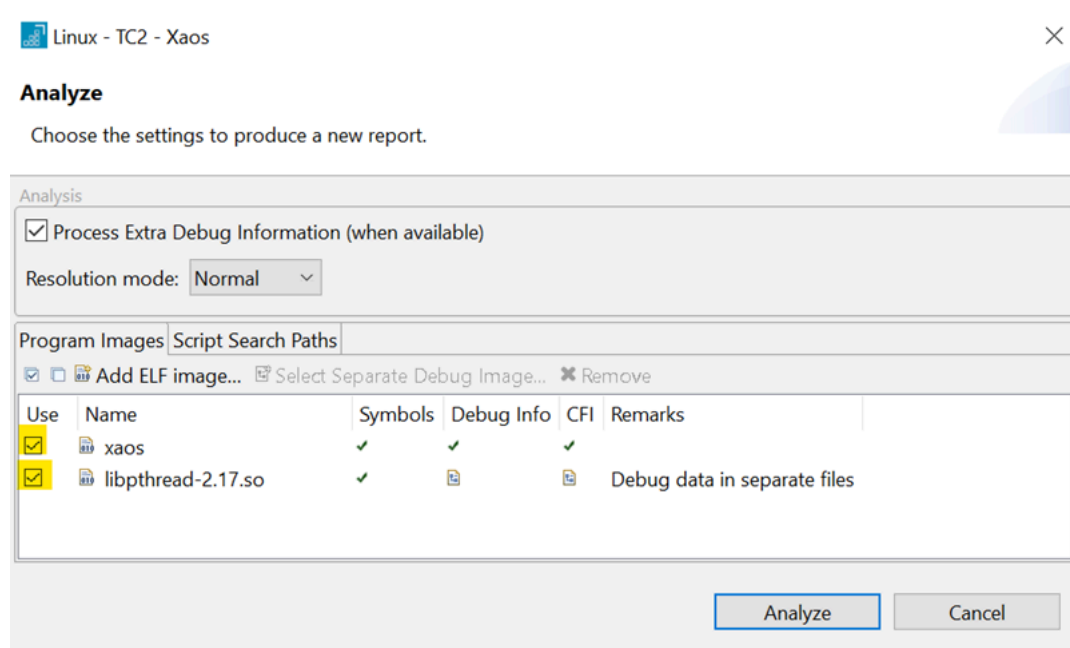 Linux - TC2 - Xaos
Analyze
Choose the settings to produce a new report.
Analysis
Process Extra Debug Information (when available)
Resolution mode: Normal
Program Images Script Search Paths
Add ELF image... Select Separate Debug Image... Remove
Use Name Symbols Debug Info CFI Remarks
xaos
libpthread-2.17.so Debug data in separate files
Analyze Cancel